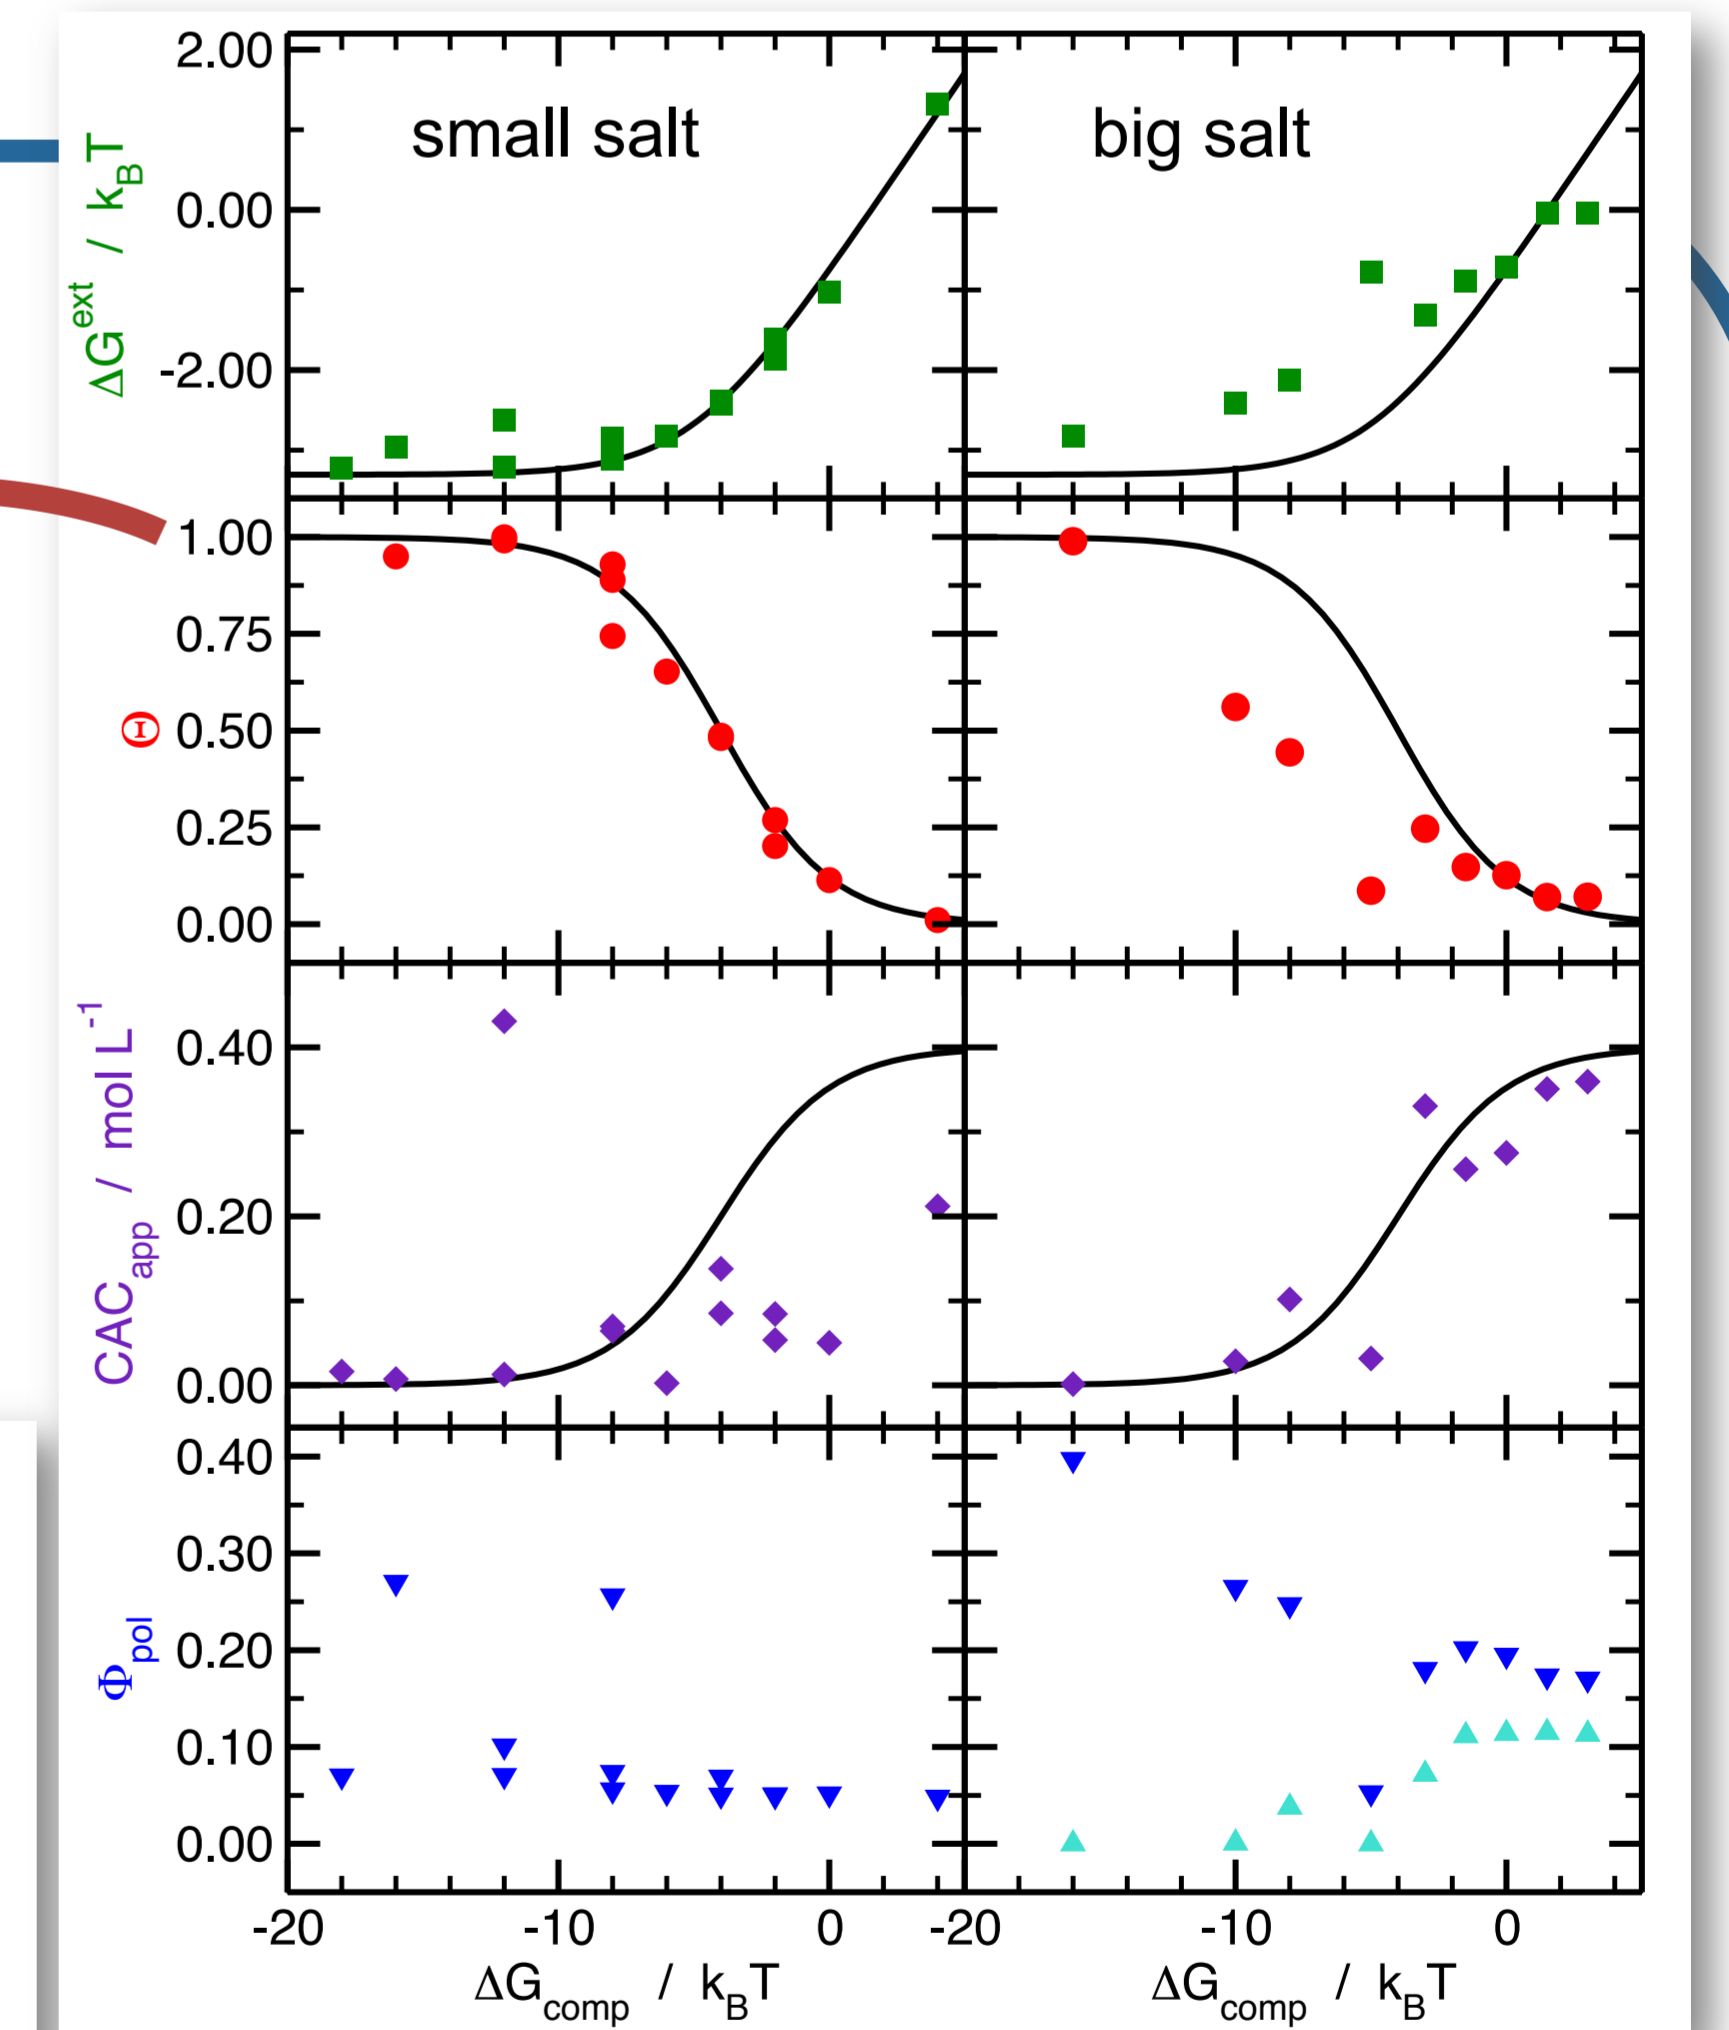 small salt
big salt
ΔG^ext / k_BT
2.00
0.00
-2.00
Θ
1.00
0.75
0.50
0.25
0.00
CAC_app / mol L^-1
0.40
0.20
0.00
Φ_pol
0.40
0.30
0.20
0.10
0.00
-20 -10 0 -20 -10 0
ΔG_comp / k_BT ΔG_comp / k_BT